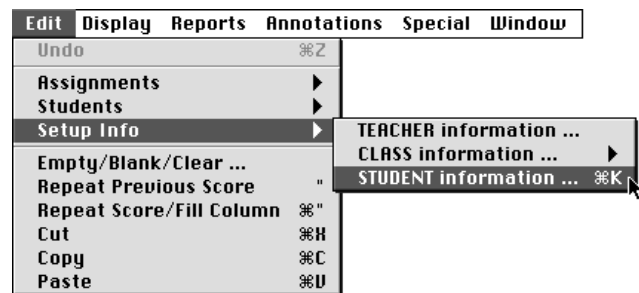 Edit Display Reports Annotations Special Window
Undo ⌘Z
Assignments
Students
Setup Info
TEACHER information ...
CLASS information ...
STUDENT information ... ⌘K
Empty/Blank/Clear ...
Repeat Previous Score "
Repeat Score/Fill Column ⌘"
Cut ⌘X
Copy ⌘C
Paste ⌘V